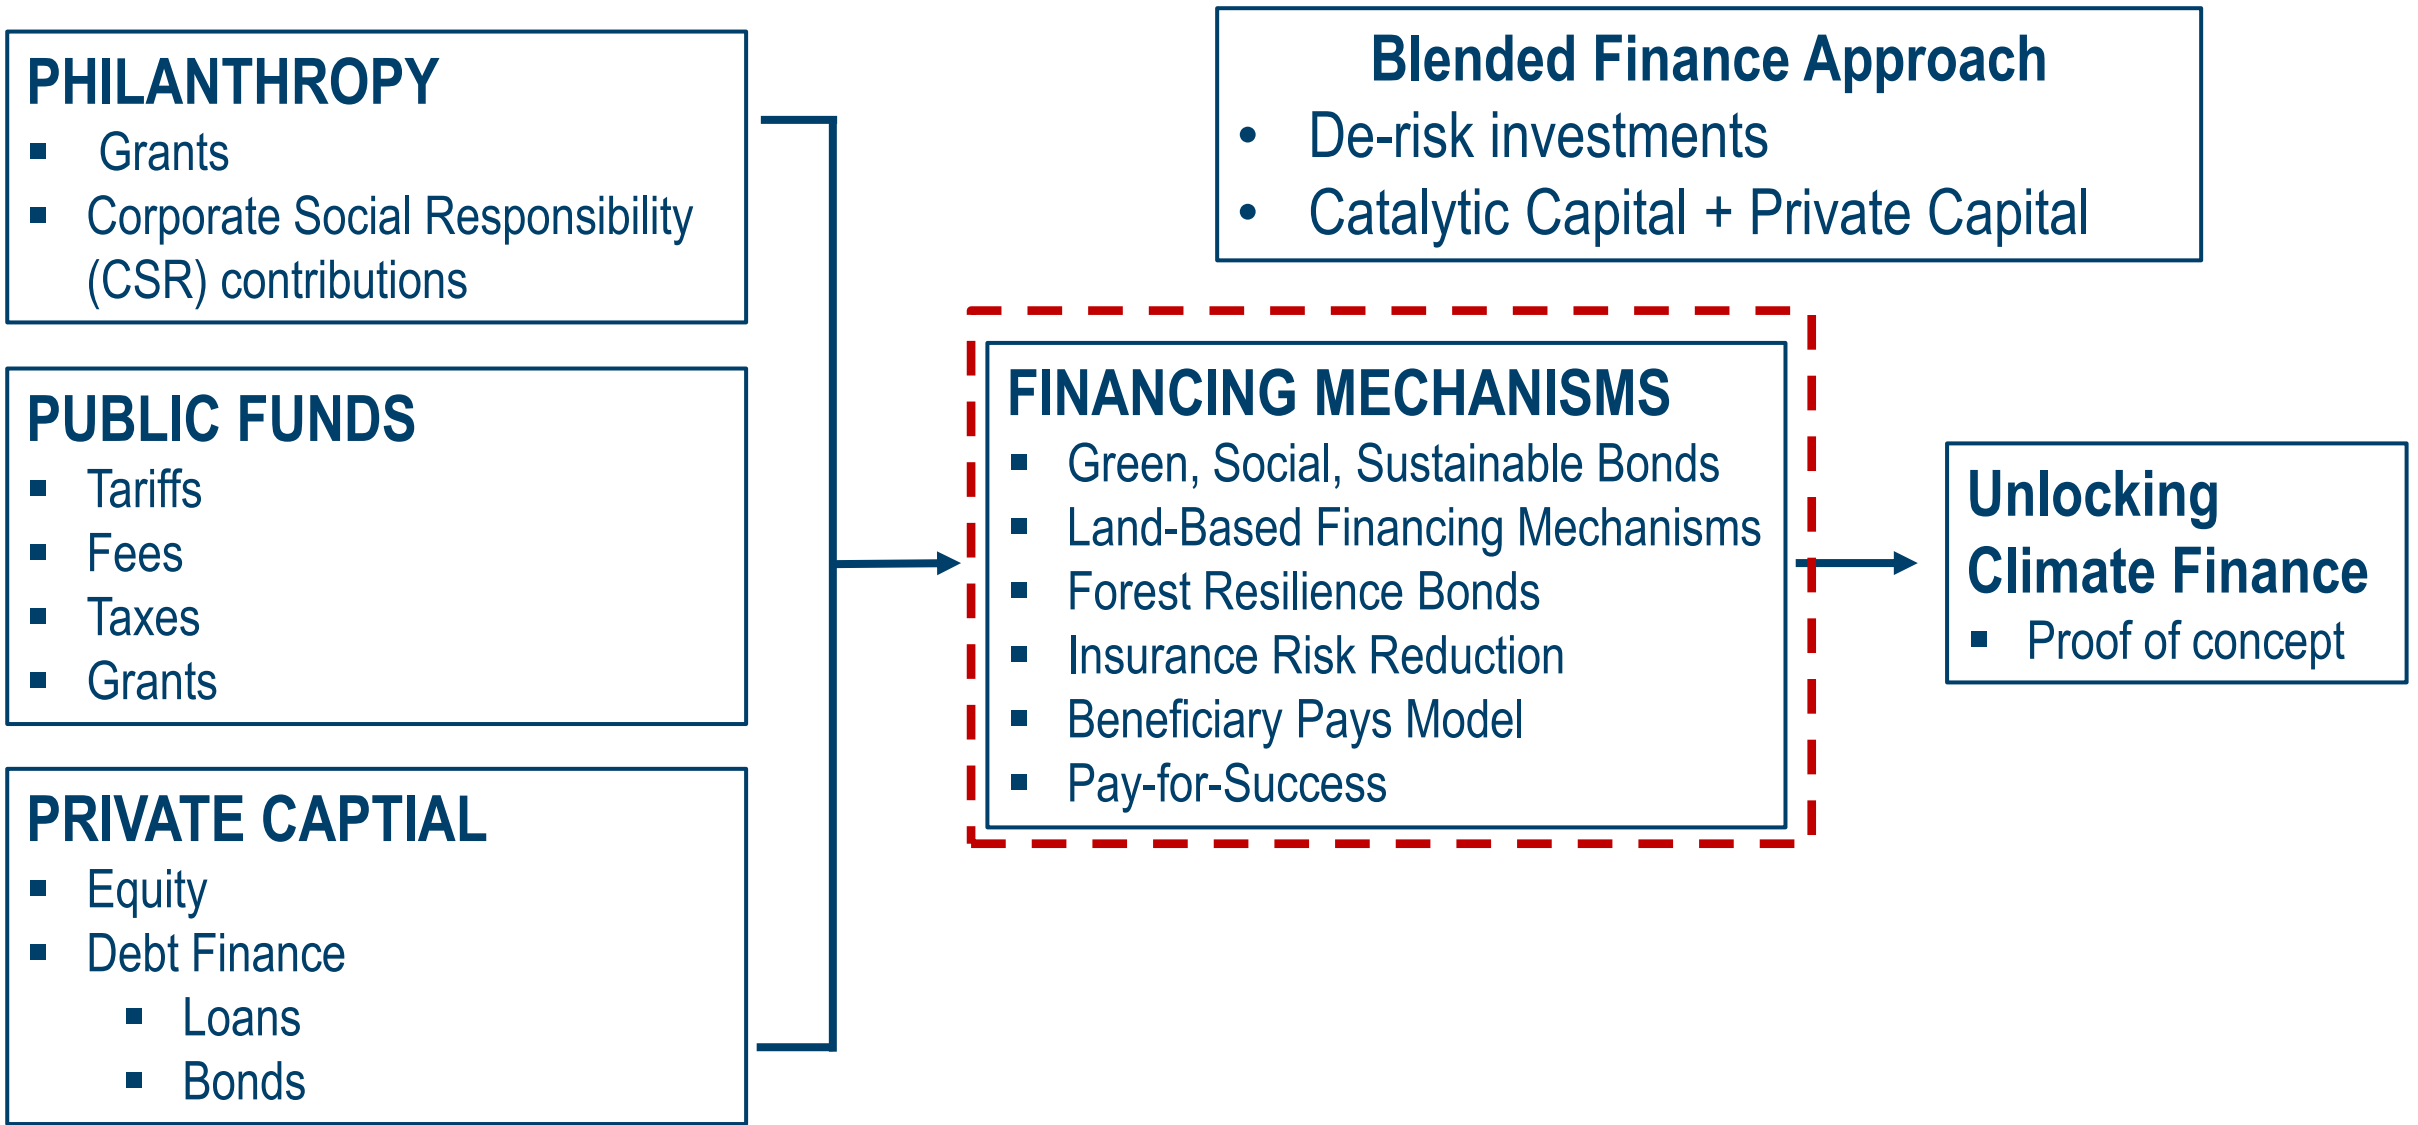 PHILANTHROPY
▪ Grants
▪ Corporate Social Responsibility
(CSR) contributions
PUBLIC FUNDS
▪ Tariffs
▪ Fees
▪ Taxes
▪ Grants
PRIVATE CAPTIAL
▪ Equity
▪ Debt Finance
▪ Loans
▪ Bonds
Blended Finance Approach
• De-risk investments
• Catalytic Capital + Private Capital
FINANCING MECHANISMS
▪ Green, Social, Sustainable Bonds
▪ Land-Based Financing Mechanisms
▪ Forest Resilience Bonds
▪ Insurance Risk Reduction
▪ Beneficiary Pays Model
▪ Pay-for-Success
Unlocking
Climate Finance
▪ Proof of concept